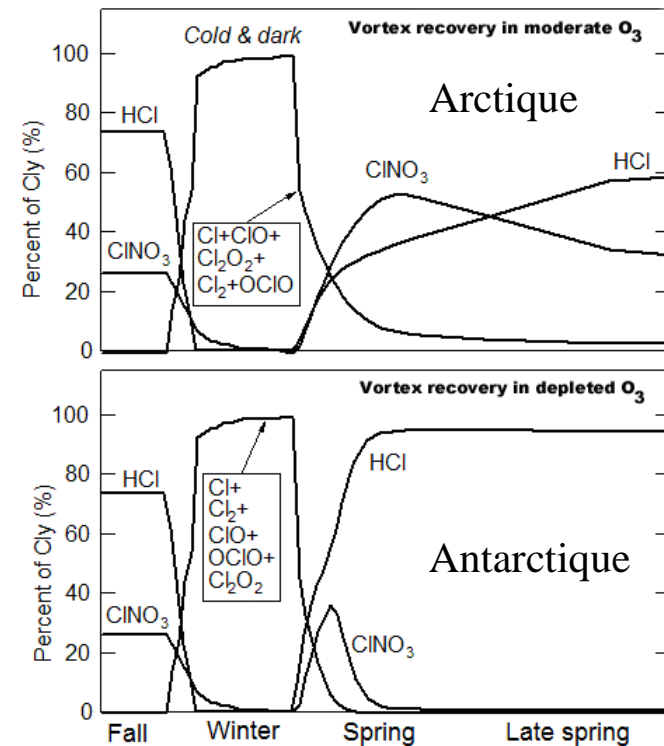 Vortex recovery in moderate O3
Cold & dark
Arctique
Percent of Cly (%)
100
80
60
40
20
0
HCl
ClNO3
Cl+ClO+
Cl2O2+
Cl2+OClO
ClNO3
HCl
Vortex recovery in depleted O3
Antarctique
Percent of Cly (%)
100
80
60
40
20
0
HCl
ClNO3
Cl+
Cl2+
ClO+
OClO+
Cl2O2
HCl
ClNO3
Fall Winter Spring Late spring